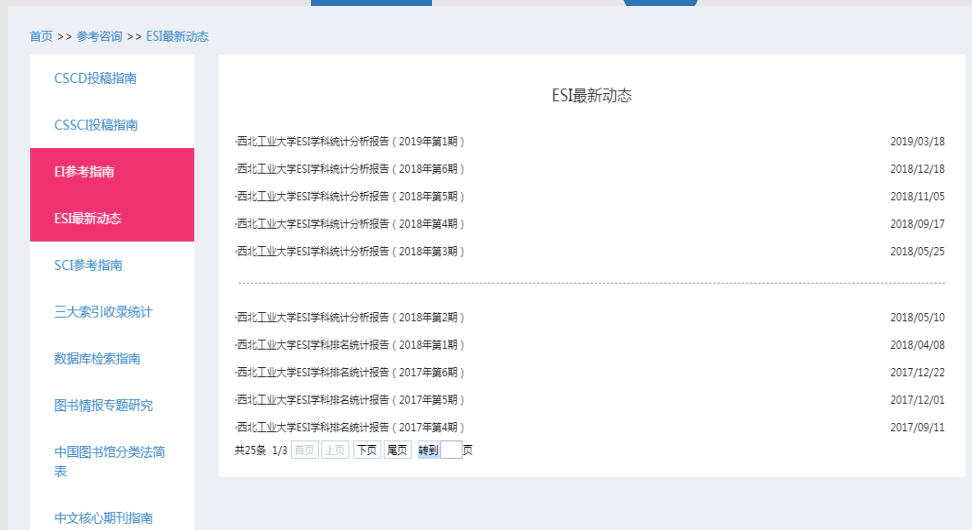 首页 >> 参考咨询 >> ESI最新动态
CSCD投稿指南
CSSCI投稿指南
EI参考指南
ESI最新动态
SCI参考指南
三大索引收录统计
数据库检索指南
图书情报专题研究
中国图书馆分类法简
表
中文核心期刊指南
ESI最新动态
·西北工业大学ESI学科统计分析报告（2019年第1期） 2019/03/18
·西北工业大学ESI学科统计分析报告（2018年第6期） 2018/12/18
·西北工业大学ESI学科统计分析报告（2018年第5期） 2018/11/05
·西北工业大学ESI学科统计分析报告（2018年第4期） 2018/09/17
·西北工业大学ESI学科统计分析报告（2018年第3期） 2018/05/25
·西北工业大学ESI学科统计分析报告（2018年第2期） 2018/05/10
·西北工业大学ESI学科排名统计报告（2018年第1期） 2018/04/08
·西北工业大学ESI学科排名统计报告（2017年第6期） 2017/12/22
·西北工业大学ESI学科排名统计报告（2017年第5期） 2017/12/01
·西北工业大学ESI学科排名统计报告（2017年第4期） 2017/09/11
共25条 1/3 首页 上页 下页 尾页 转到 页